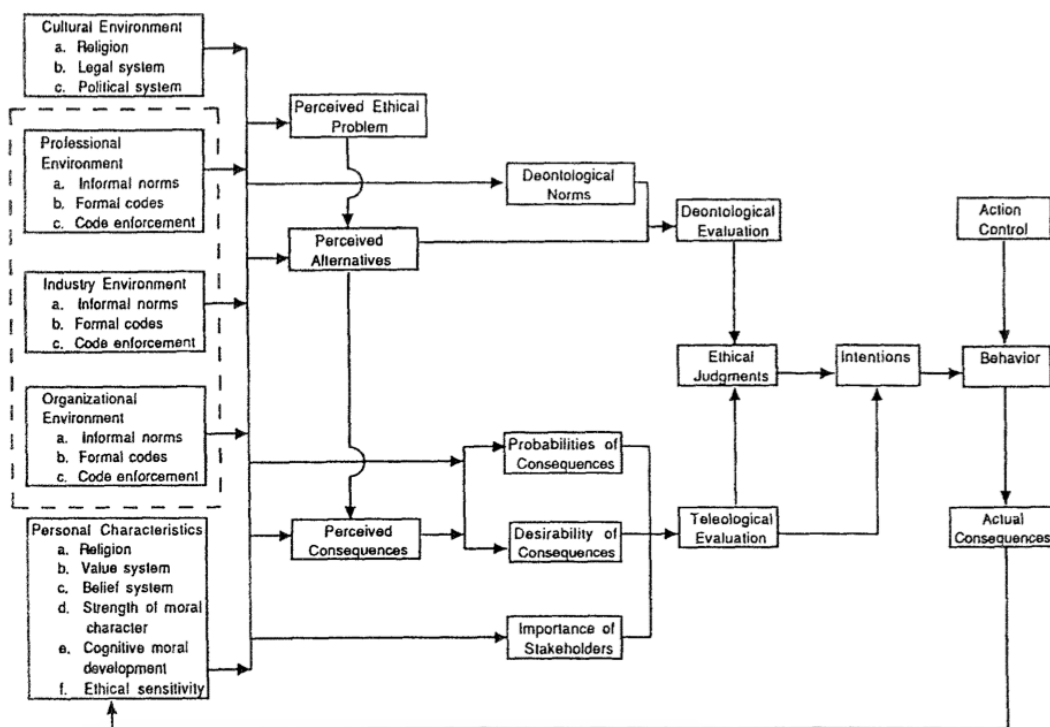 Cultural Environment
a. Religion
b. Legal system
c. Political system
Professional
Environment
a. Informal norms
b. Formal codes
c. Code enforcement
Industry Environment
a. Informal norms
b. Formal codes
c. Code enforcement
Organizational
Environment
a. Informal norms
b. Formal codes
c. Code enforcement
Personal Characteristics
a. Religion
b. Value system
c. Belief system
d. Strength of moral
character
e. Cognitive moral
development
f. Ethical sensitivity
Perceived Ethical
Problem
Perceived
Alternatives
Perceived
Consequences
Deontological
Norms
Probabilities of
Consequences
Desirability of
Consequences
Importance of
Stakeholders
Deontological
Evaluation
Ethical
Judgments
Teleological
Evaluation
Intentions
Action
Control
Behavior
Actual
Consequences